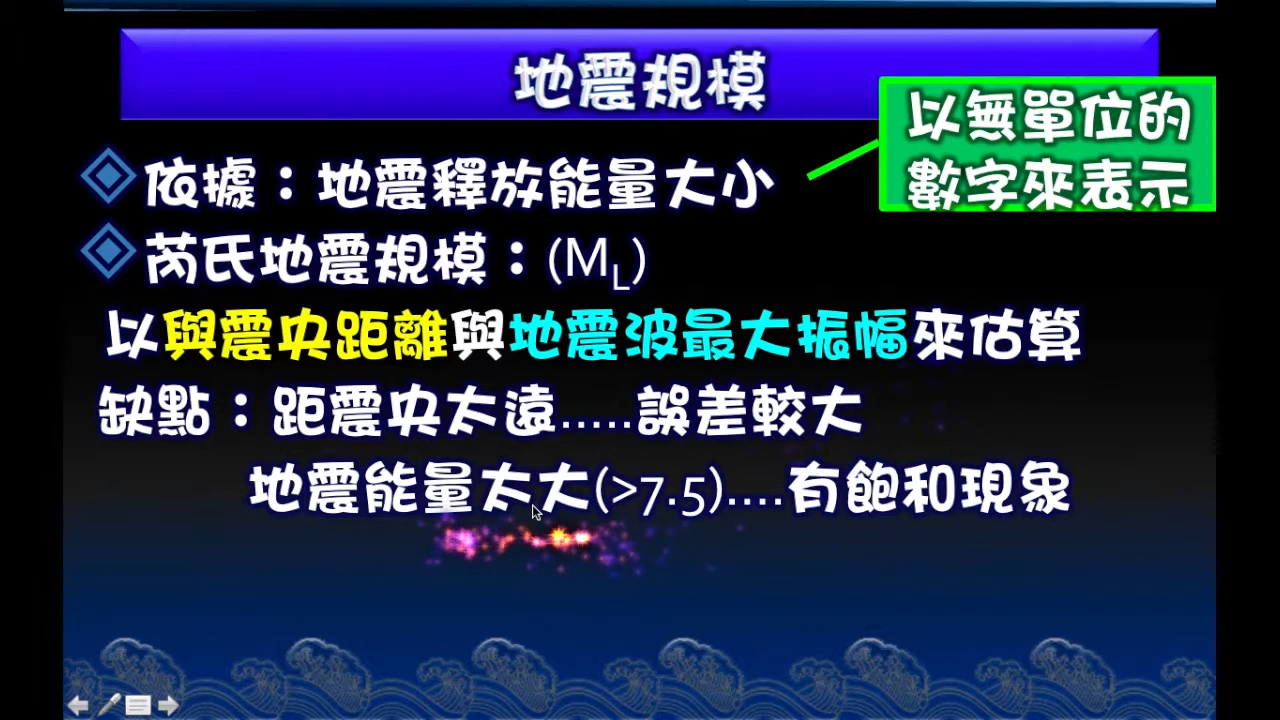 地震規模
以無單位的
數字來表示
依據：地震釋放能量大小
芮氏地震規模：(ML)
以與震央距離與地震波最大振幅來估算
缺點：距震央太遠.....誤差較大
地震能量太大(>7.5)....有飽和現象